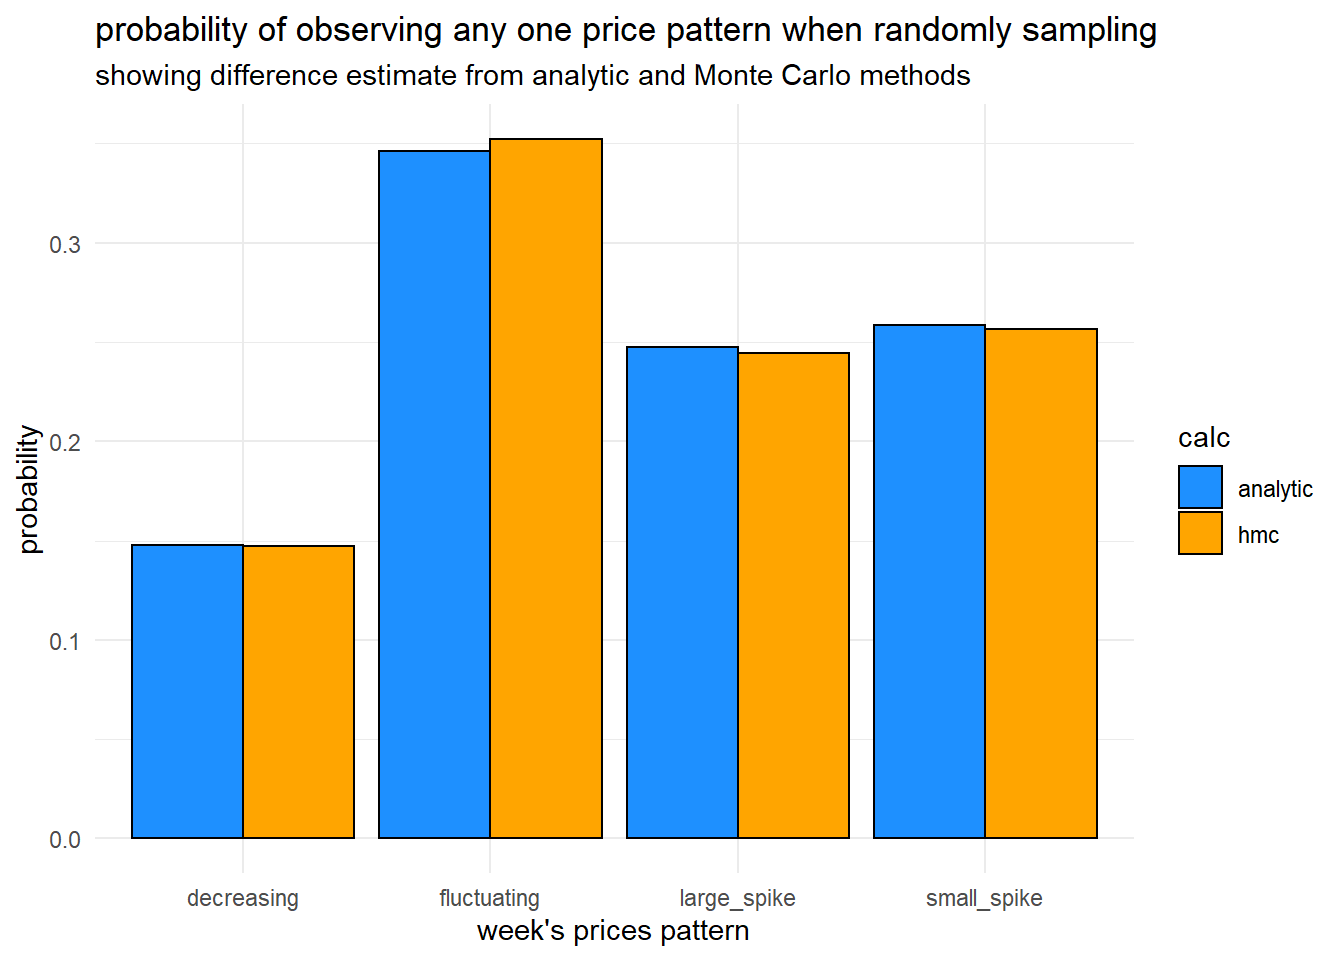 probability of observing any one price pattern when randomly sampling
showing difference estimate from analytic and Monte Carlo methods
probability
0.3
0.2
0.1
0.0
decreasing
fluctuating
large_spike
small_spike
week's prices pattern
calc
analytic
hmc